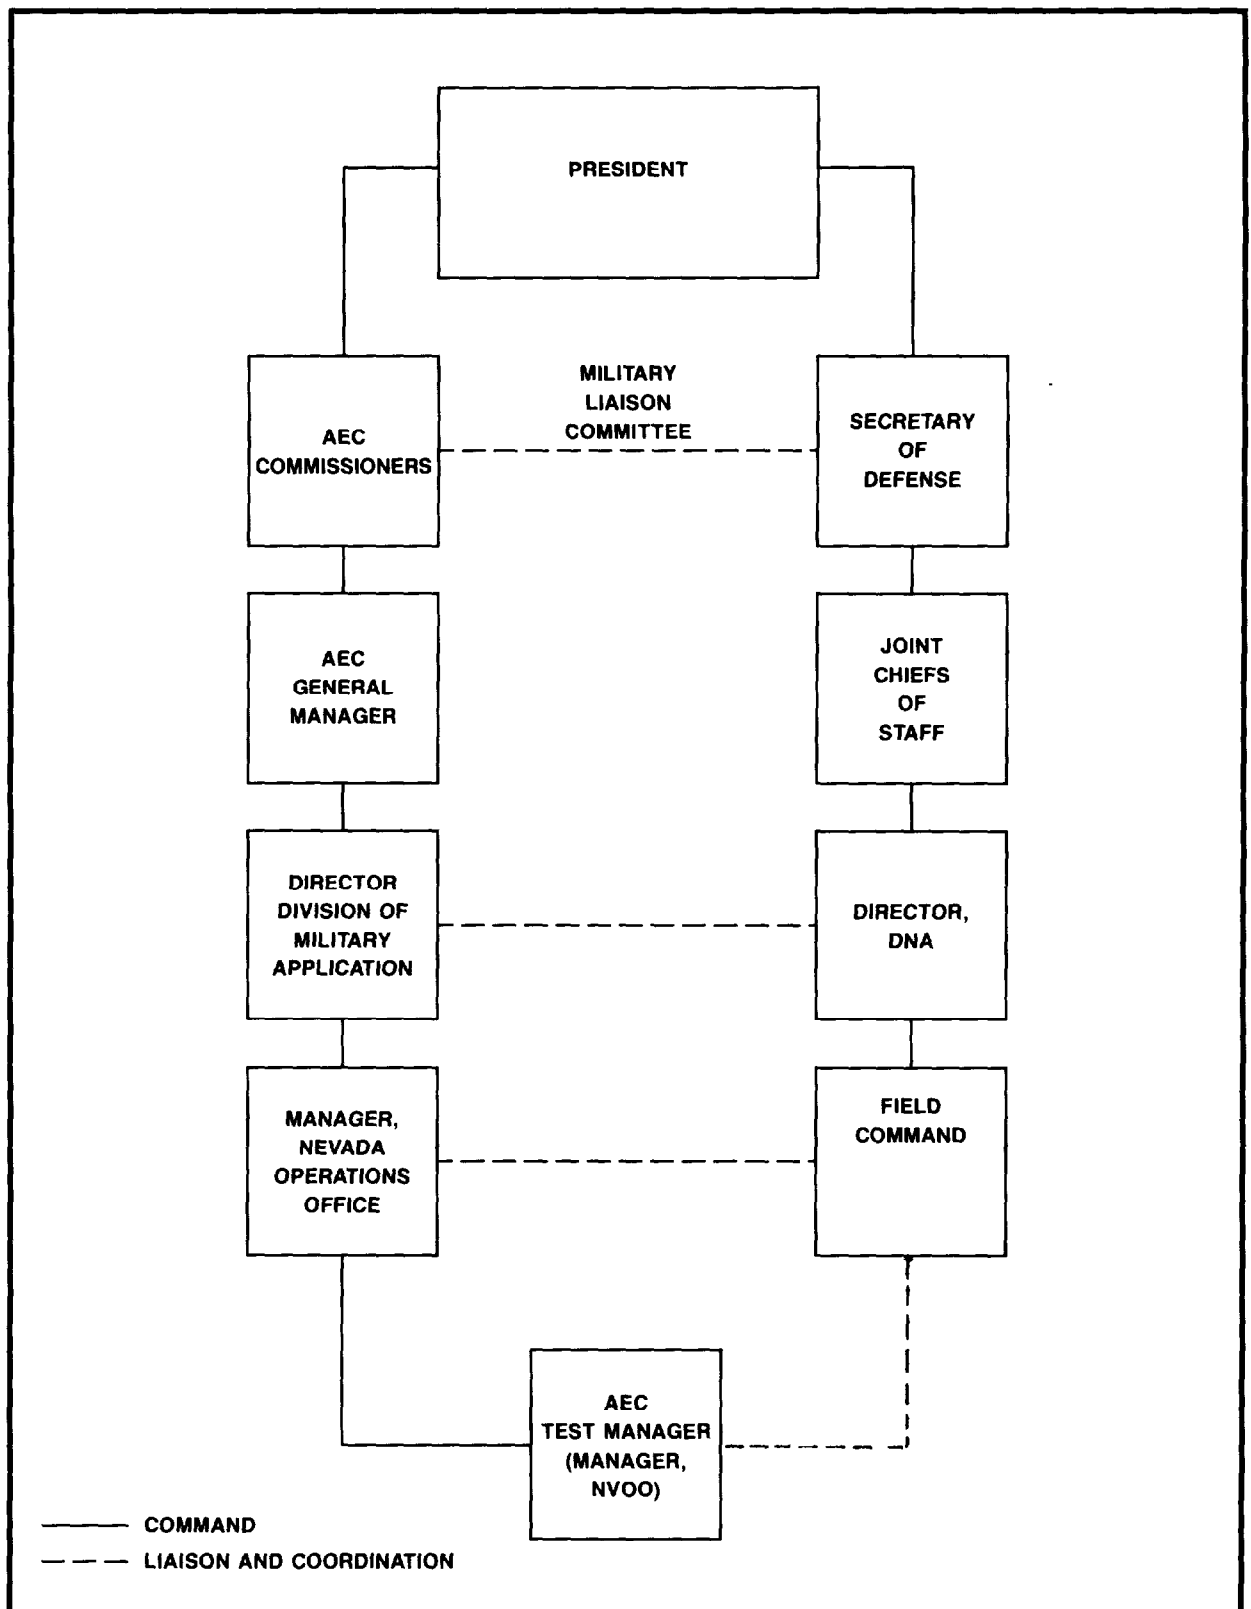 PRESIDENT
MILITARY
LIAISON
COMMITTEE
AEC
COMMISSIONERS
SECRETARY
OF
DEFENSE
AEC
GENERAL
MANAGER
JOINT
CHIEFS
OF
STAFF
DIRECTOR
DIVISION OF
MILITARY
APPLICATION
DIRECTOR,
DNA
MANAGER,
NEVADA
OPERATIONS
OFFICE
FIELD
COMMAND
AEC
TEST MANAGER
(MANAGER,
NVOO)
COMMAND
LIAISON AND COORDINATION